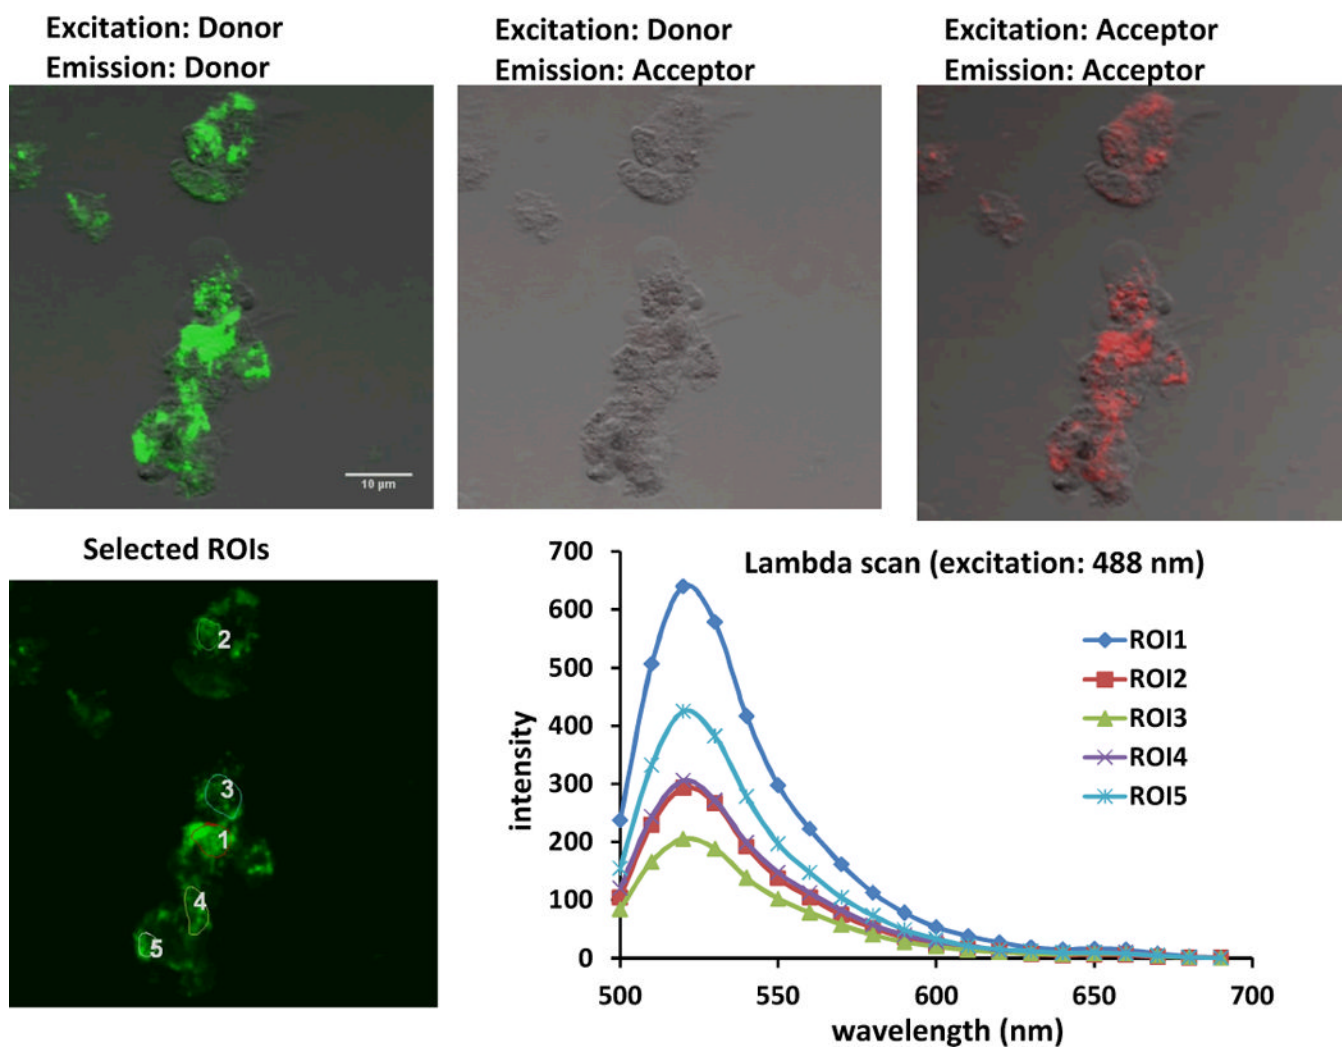 Excitation: Donor
Emission: Donor
Excitation: Donor
Emission: Acceptor
Excitation: Acceptor
Emission: Acceptor
10 µm
Selected ROIs
2
3
1
4
5
Lambda scan (excitation: 488 nm)
700
600
500
400
300
200
100
0
intensity
ROI1
ROI2
ROI3
ROI4
ROI5
500
550
600
650
700
wavelength (nm)